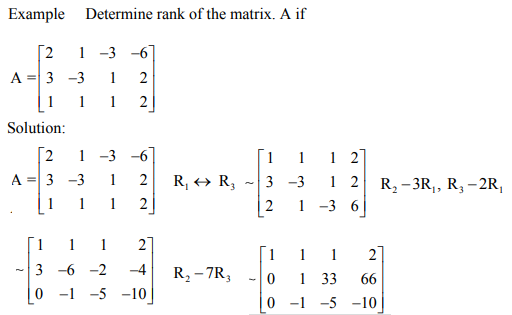 Example Determine rank of the matrix. A if
A = [2 1 –3 –6
3 –3 1 2
1 1 1 2]
Solution:
A = [2 1 –3 –6
3 –3 1 2
1 1 1 2] R₁ ↔ R₃ ~ [1 1 1 2
3 –3 1 2
2 1 –3 6] R₂ – 3R₁, R₃ – 2R₁
~ [1 1 1 2
3 –6 –2 –4
0 –1 –5 –10] R₂ – 7R₃ ~ [1 1 1 2
0 1 33 66
0 –1 –5 –10]